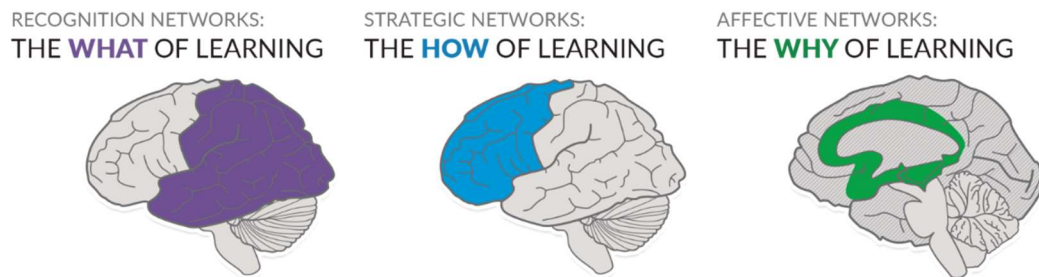 RECOGNITION NETWORKS:
THE WHAT OF LEARNING
STRATEGIC NETWORKS:
THE HOW OF LEARNING
AFFECTIVE NETWORKS:
THE WHY OF LEARNING